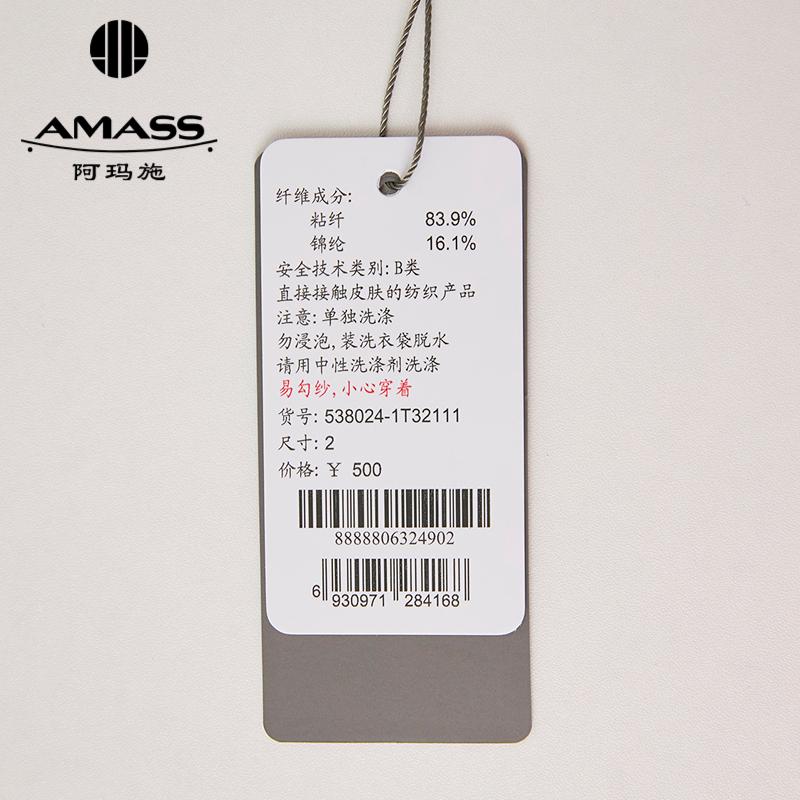 AMASS
阿玛施
纤维成分:
粘纤 83.9%
锦纶 16.1%
安全技术类别: B类
直接接触皮肤的纺织产品
注意: 单独洗涤
勿浸泡, 装洗衣袋脱水
请用中性洗涤剂洗涤
易勾纱, 小心穿着
货号: 538024-1T32111
尺寸: 2
价格: ￥ 500
8888806324902
6 930971 284168